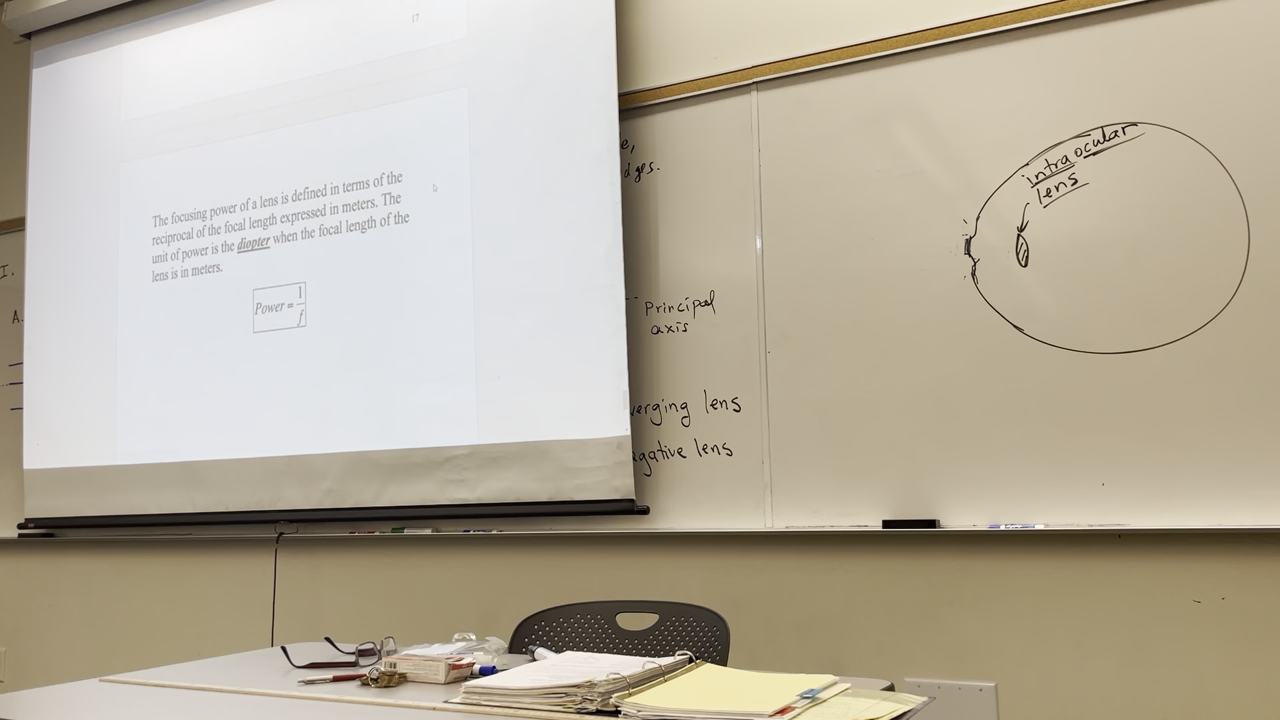 17
The focusing power of a lens is defined in terms of the
reciprocal of the focal length expressed in meters. The
unit of power is the diopter when the focal length of the
lens is in meters.
Power = 1/f
I.
A.
e,
dges.
Principal
axis
verging lens
gative lens
intraocular
lens